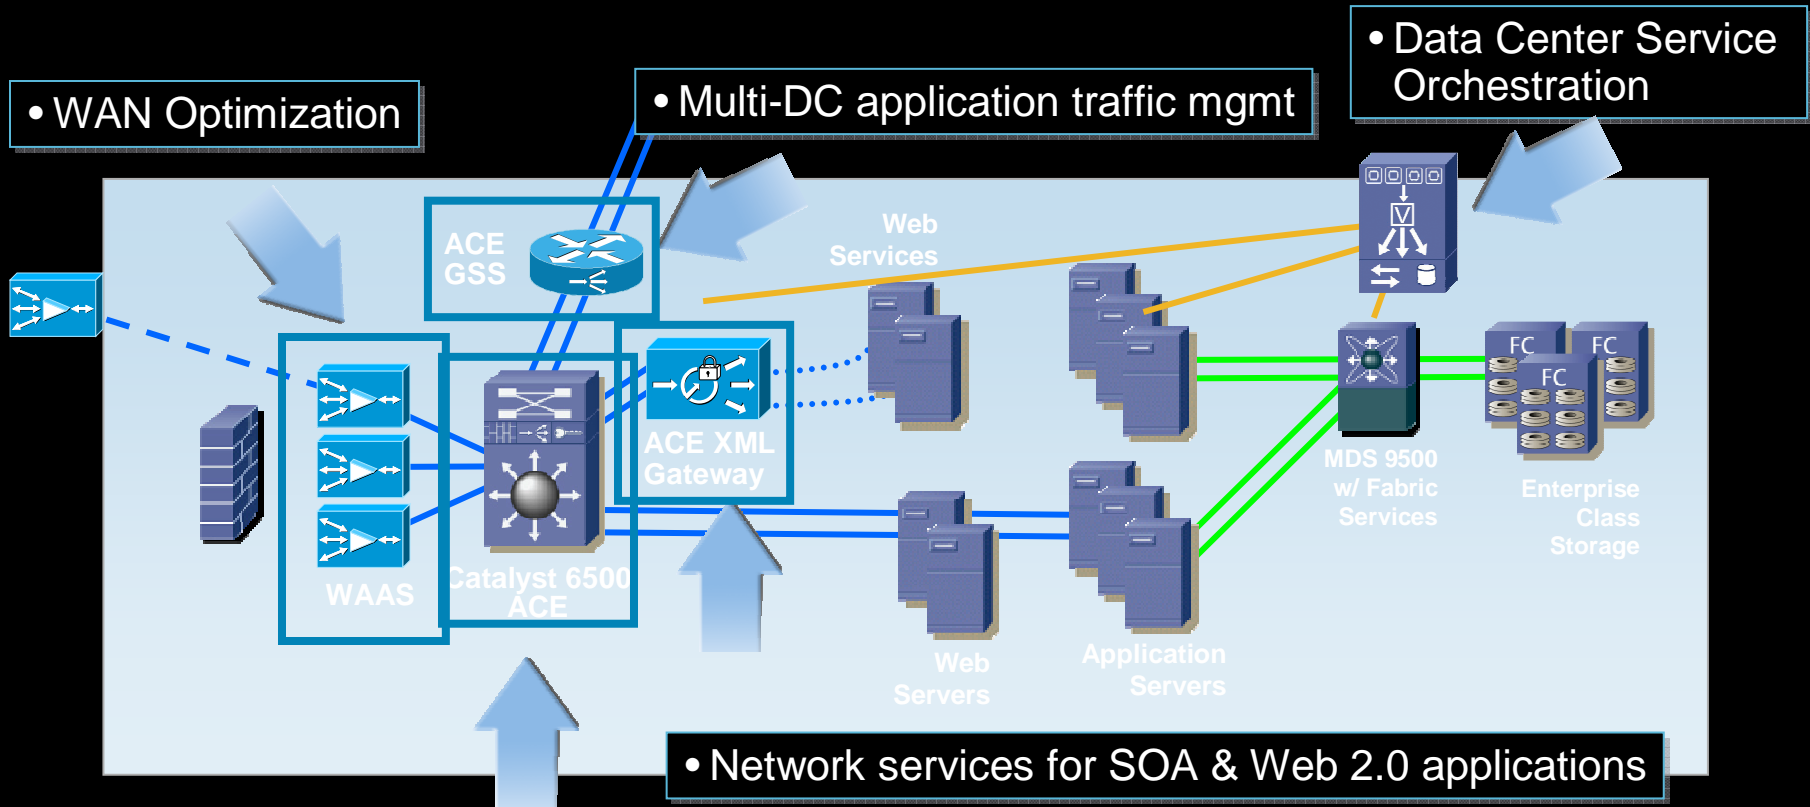 • Data Center Service
Orchestration
• WAN Optimization
• Multi-DC application traffic mgmt
ACE
GSS
Web
Services
V
FC
FC
FC
ACE XML
Gateway
MDS 9500
w/ Fabric
Services
Enterprise
Class
Storage
WAAS
Catalyst 6500
ACE
Web
Servers
Application
Servers
• Network services for SOA & Web 2.0 applications